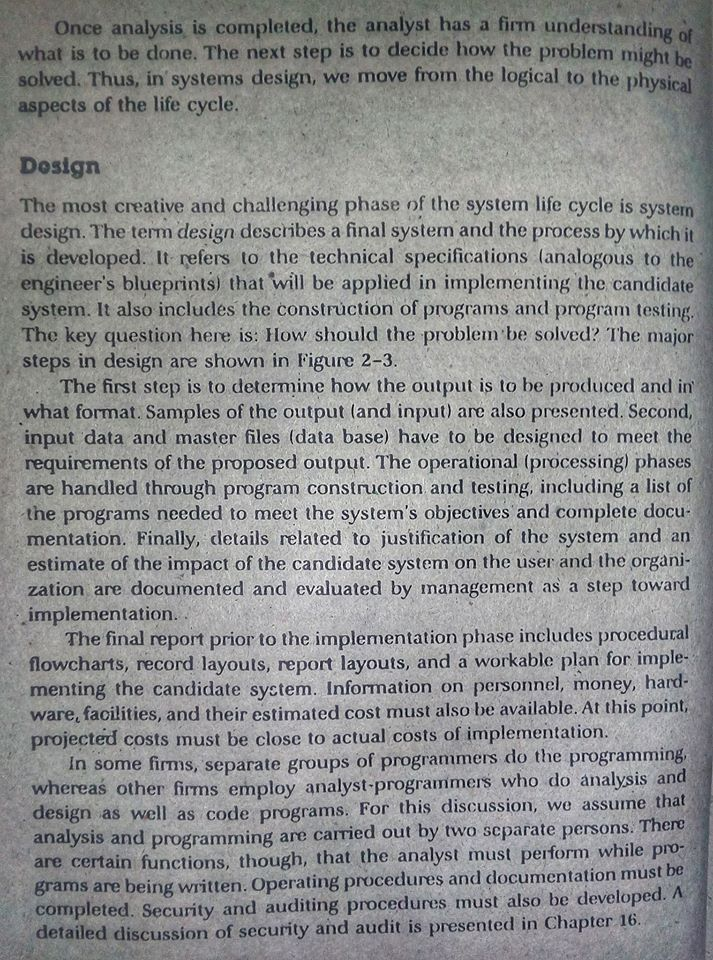 Once analysis is completed, the analyst has a firm understanding of
what is to be done. The next step is to decide how the problem might be
solved. Thus, in systems design, we move from the logical to the physical
aspects of the life cycle.
Design
The most creative and challenging phase of the system life cycle is system
design. The term design describes a final system and the process by which it
is developed. It refers to the technical specifications (analogous to the
engineer's blueprints) that will be applied in implementing the candidate
system. It also includes the construction of programs and program testing.
The key question here is: How should the problem be solved? The major
steps in design are shown in Figure 2–3.
The first step is to determine how the output is to be produced and in
what format. Samples of the output (and input) are also presented. Second,
input data and master files (data base) have to be designed to meet the
requirements of the proposed output. The operational (processing) phases
are handled through program construction and testing, including a list of
the programs needed to meet the system's objectives and complete docu-
mentation. Finally, details related to justification of the system and an
estimate of the impact of the candidate system on the user and the organi-
zation are documented and evaluated by management as a step toward
implementation.
The final report prior to the implementation phase includes procedural
flowcharts, record layouts, report layouts, and a workable plan for imple-
menting the candidate system. Information on personnel, money, hard-
ware, facilities, and their estimated cost must also be available. At this point,
projected costs must be close to actual costs of implementation.
In some firms, separate groups of programmers do the programming,
whereas other firms employ analyst-programmers who do analysis and
design as well as code programs. For this discussion, we assume that
analysis and programming are carried out by two separate persons. There
are certain functions, though, that the analyst must perform while pro-
grams are being written. Operating procedures and documentation must be
completed. Security and auditing procedures must also be developed. A
detailed discussion of security and audit is presented in Chapter 16.